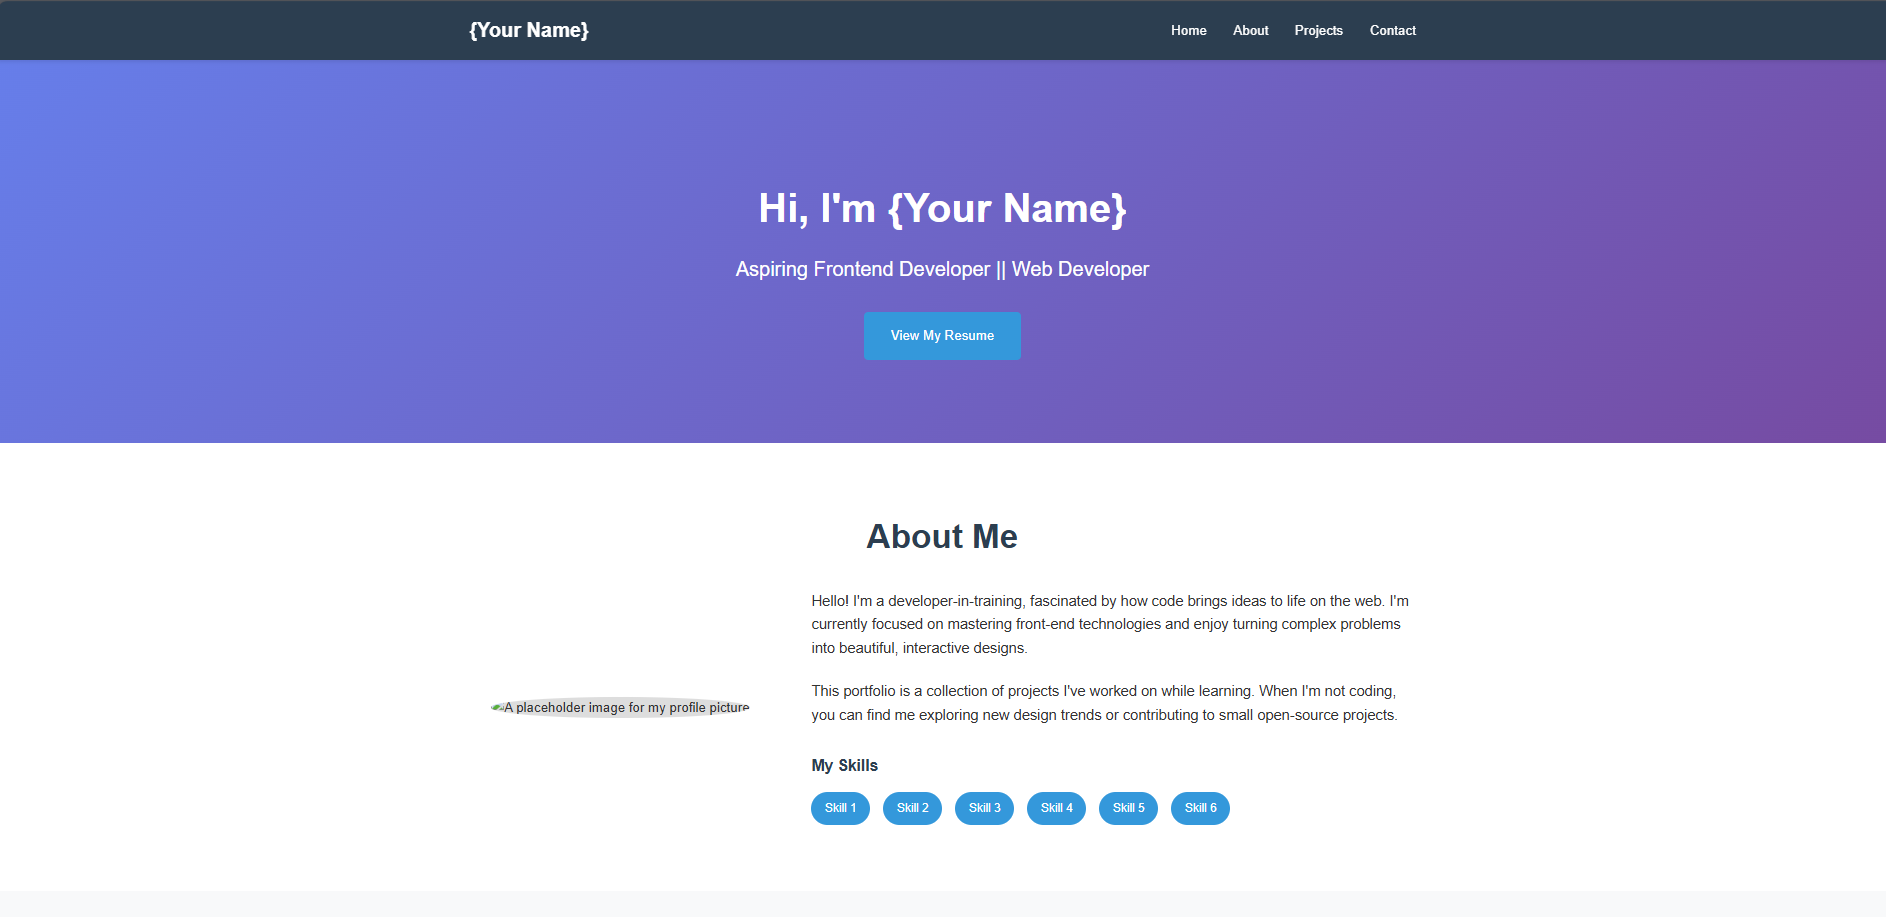 {Your Name}
Home About Projects Contact
Hi, I'm {Your Name}
Aspiring Frontend Developer || Web Developer
View My Resume
About Me
A placeholder image for my profile picture
Hello! I'm a developer-in-training, fascinated by how code brings ideas to life on the web. I'm
currently focused on mastering front-end technologies and enjoy turning complex problems
into beautiful, interactive designs.
This portfolio is a collection of projects I've worked on while learning. When I'm not coding,
you can find me exploring new design trends or contributing to small open-source projects.
My Skills
Skill 1 Skill 2 Skill 3 Skill 4 Skill 5 Skill 6